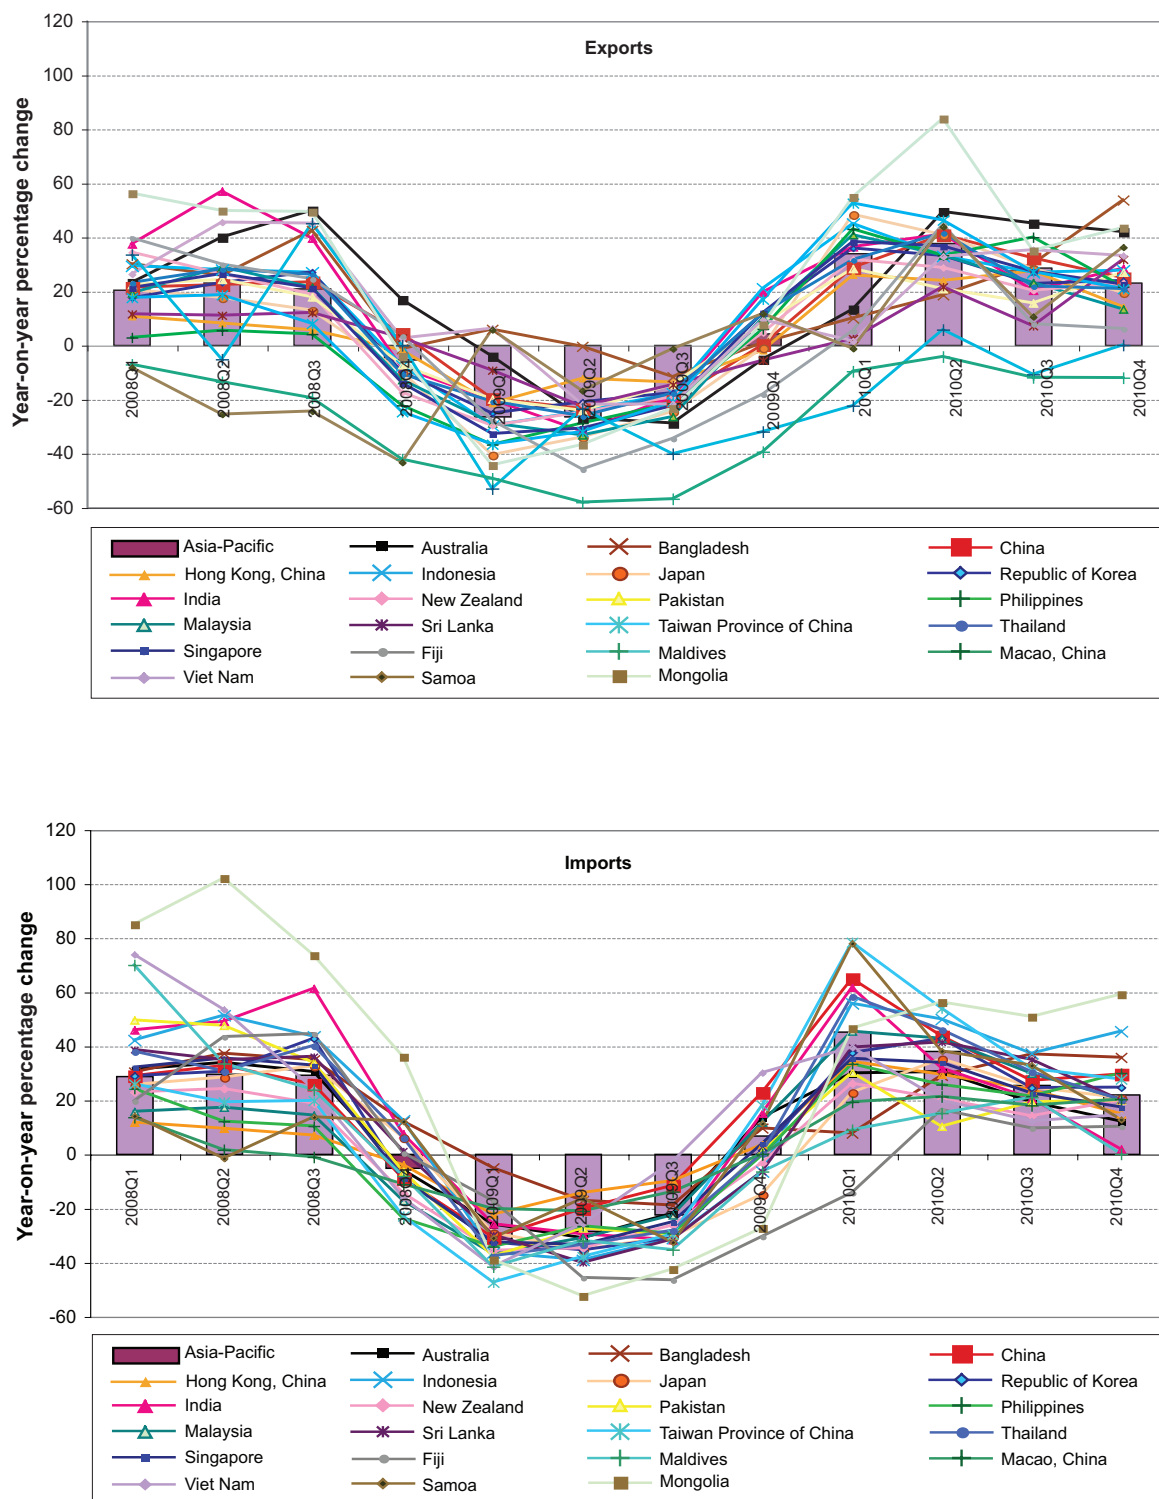 Exports
Year-on-year percentage change
120
100
80
60
40
20
0
-20
-40
-60
2008Q1
2008Q2
2008Q3
2008Q4
2009Q1
2009Q2
2009Q3
2009Q4
2010Q1
2010Q2
2010Q3
2010Q4
Asia-Pacific Australia Bangladesh China
Hong Kong, China Indonesia Japan Republic of Korea
India New Zealand Pakistan Philippines
Malaysia Sri Lanka Taiwan Province of China Thailand
Singapore Fiji Maldives Macao, China
Viet Nam Samoa Mongolia
Imports
Year-on-year percentage change
120
100
80
60
40
20
0
-20
-40
-60
2008Q1
2008Q2
2008Q3
2008Q4
2009Q1
2009Q2
2009Q3
2009Q4
2010Q1
2010Q2
2010Q3
2010Q4
Asia-Pacific Australia Bangladesh China
Hong Kong, China Indonesia Japan Republic of Korea
India New Zealand Pakistan Philippines
Malaysia Sri Lanka Taiwan Province of China Thailand
Singapore Fiji Maldives Macao, China
Viet Nam Samoa Mongolia